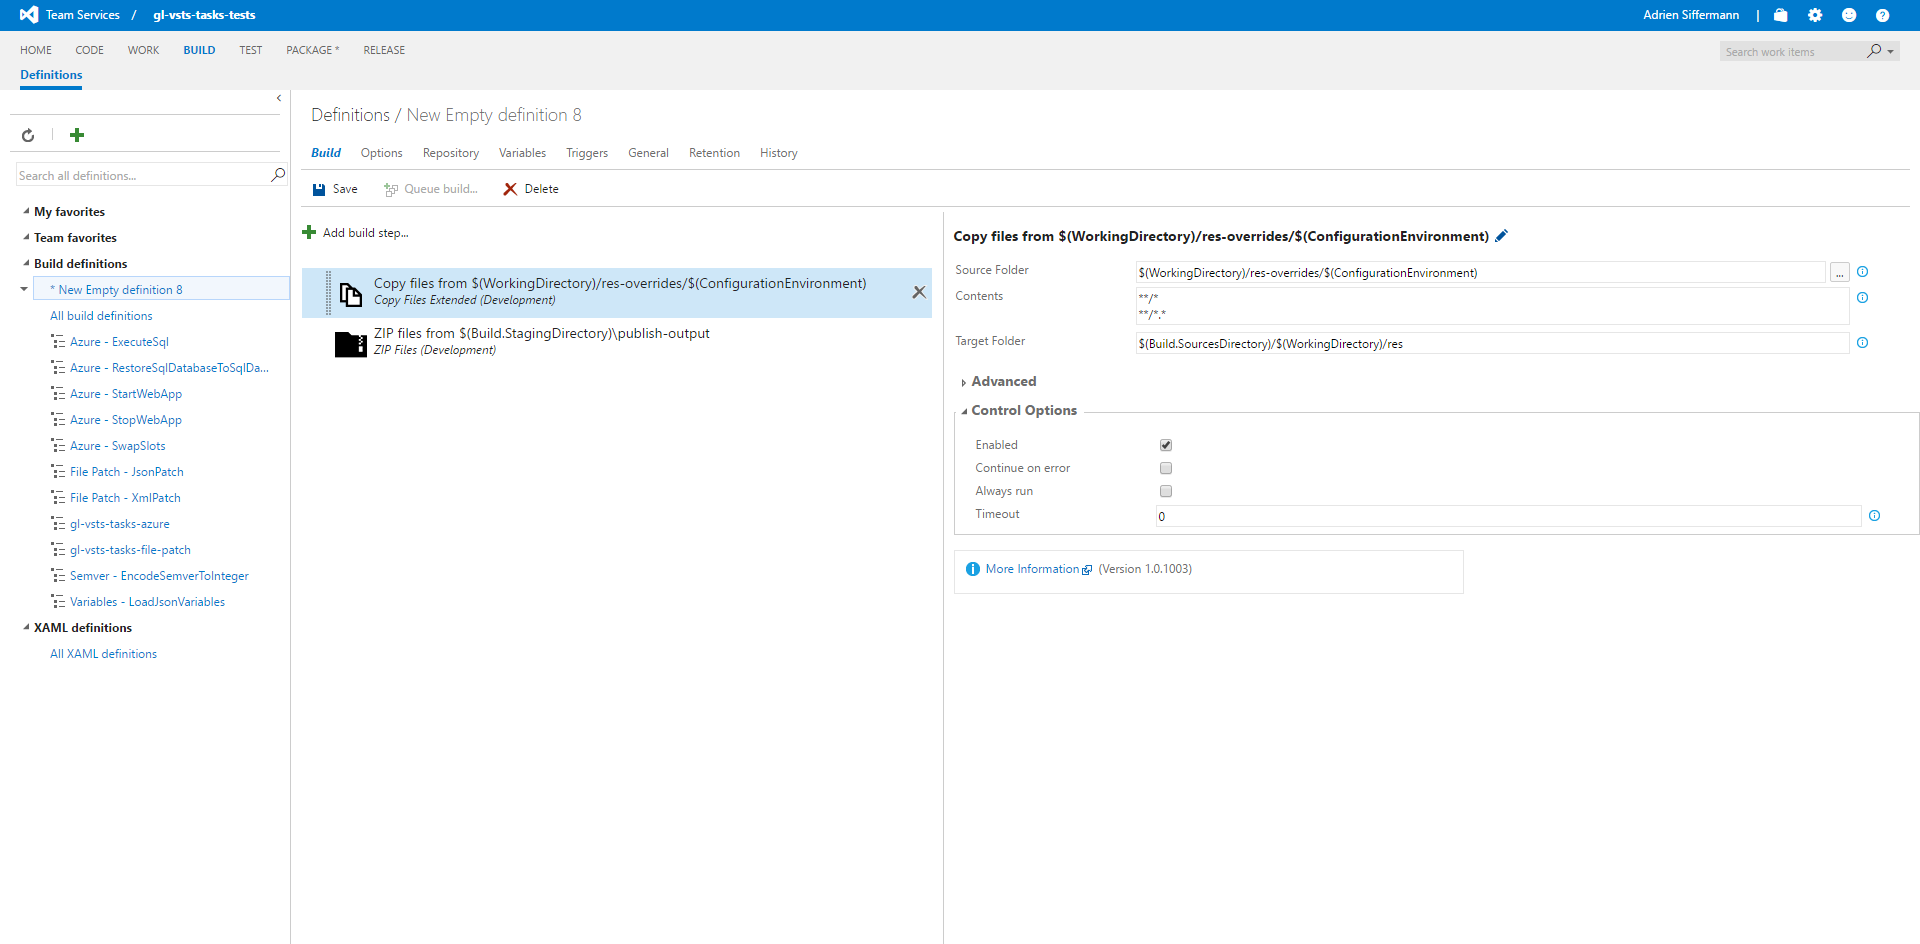 Team Services / gl-vsts-tasks-tests
Adrien Siffermann |
HOME CODE WORK BUILD TEST PACKAGE * RELEASE
Search work items
Definitions
Definitions / New Empty definition 8
Build Options Repository Variables Triggers General Retention History
Save Queue build... Delete
Search all definitions...
My favorites
Team favorites
Build definitions
* New Empty definition 8
All build definitions
Azure - ExecuteSql
Azure - RestoreSqlDatabaseToSqlDa...
Azure - StartWebApp
Azure - StopWebApp
Azure - SwapSlots
File Patch - JsonPatch
File Patch - XmlPatch
gl-vsts-tasks-azure
gl-vsts-tasks-file-patch
Semver - EncodeSemverToInteger
Variables - LoadJsonVariables
XAML definitions
All XAML definitions
Add build step...
Copy files from $(WorkingDirectory)/res-overrides/$(ConfigurationEnvironment)
Copy Files Extended (Development)
ZIP files from $(Build.StagingDirectory)\publish-output
ZIP Files (Development)
Copy files from $(WorkingDirectory)/res-overrides/$(ConfigurationEnvironment)
Source Folder $(WorkingDirectory)/res-overrides/$(ConfigurationEnvironment) ...
Contents **/*
**/*.*
Target Folder $(Build.SourcesDirectory)/$(WorkingDirectory)/res
Advanced
Control Options
Enabled
Continue on error
Always run
Timeout 0
More Information (Version 1.0.1003)